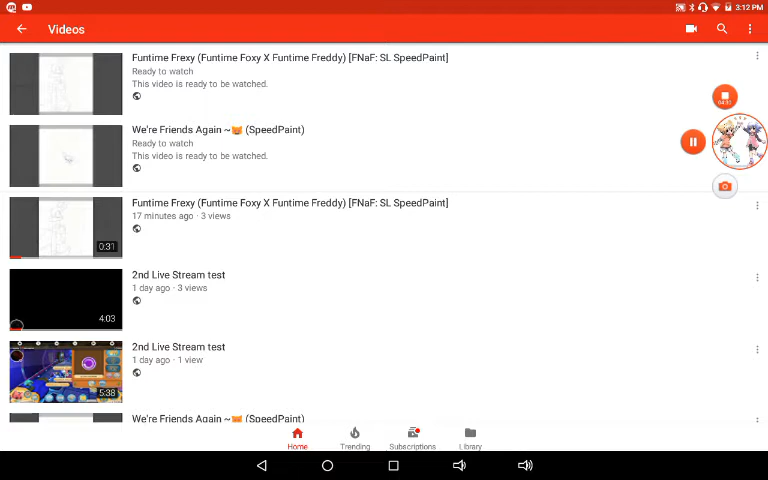 3:12 PM
Videos
Funtime Frexy (Funtime Foxy X Funtime Freddy) [FNaF: SL SpeedPaint]
Ready to watch
This video is ready to be watched.
04:31
We're Friends Again ~🐱 (SpeedPaint)
Ready to watch
This video is ready to be watched.
Funtime Frexy (Funtime Foxy X Funtime Freddy) [FNaF: SL SpeedPaint]
17 minutes ago · 3 views
0:31
2nd Live Stream test
1 day ago · 3 views
4:03
2nd Live Stream test
1 day ago · 1 view
5:38
We're Friends Again ~🐱 (SpeedPaint)
Home
Trending
Subscriptions
Library